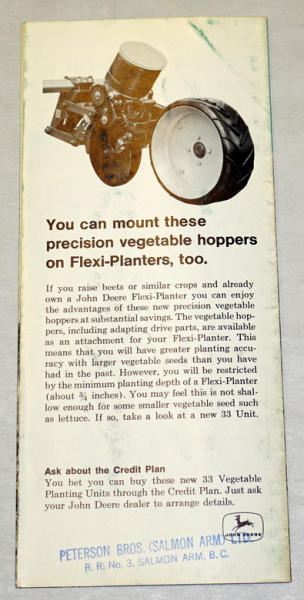 You can mount these
precision vegetable hoppers
on Flexi-Planters, too.
If you raise beets or similar crops and already
own a John Deere Flexi-Planter you can enjoy
the advantages of these new precision vegetable
hoppers at substantial savings. The vegetable hop-
pers, including adapting drive parts, are available
as an attachment for your Flexi-Planter. This
means that you will have greater planting accu-
racy with larger vegetable seeds than you have
had in the past. However, you will be restricted
by the minimum planting depth of a Flexi-Planter
(about ¾ inches). You may feel this is not shal-
low enough for some smaller vegetable seed such
as lettuce. If so, take a look at a new 33 Unit.
Ask about the Credit Plan
You bet you can buy these new 33 Vegetable
Planting Units through the Credit Plan. Just ask
your John Deere dealer to arrange details.
JOHN DEERE
PETERSON BROS. (SALMON ARM) LTD.
R. R. No. 3, SALMON ARM, B. C.